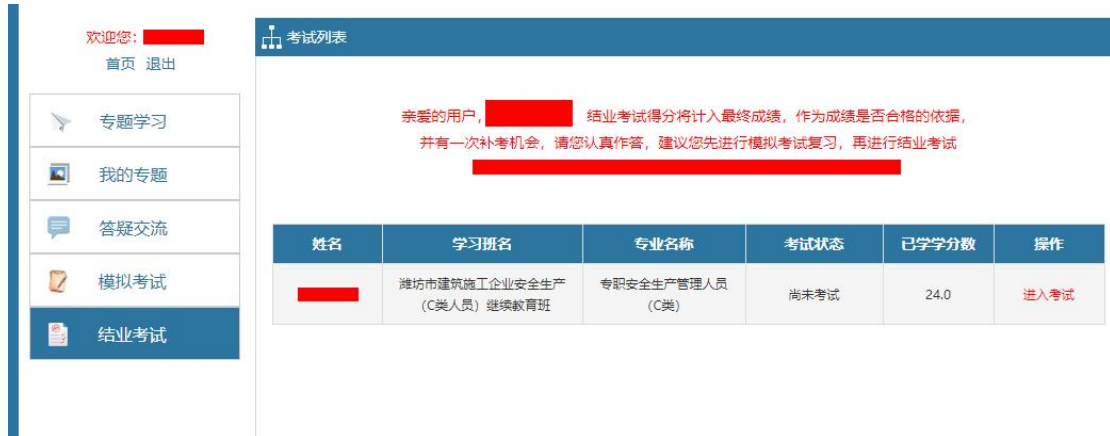 欢迎您：
首页 退出
专题学习
我的专题
答疑交流
模拟考试
结业考试
考试列表
亲爱的用户， 结业考试得分将计入最终成绩，作为成绩是否合格的依据，
并有一次补考机会，请您认真作答，建议您先进行模拟考试复习，再进行结业考试
姓名 学习班名 专业名称 考试状态 已学学分数 操作
潍坊市建筑施工企业安全生产 专职安全生产管理人员
（C类人员）继续教育班 （C类） 尚未考试 24.0 进入考试